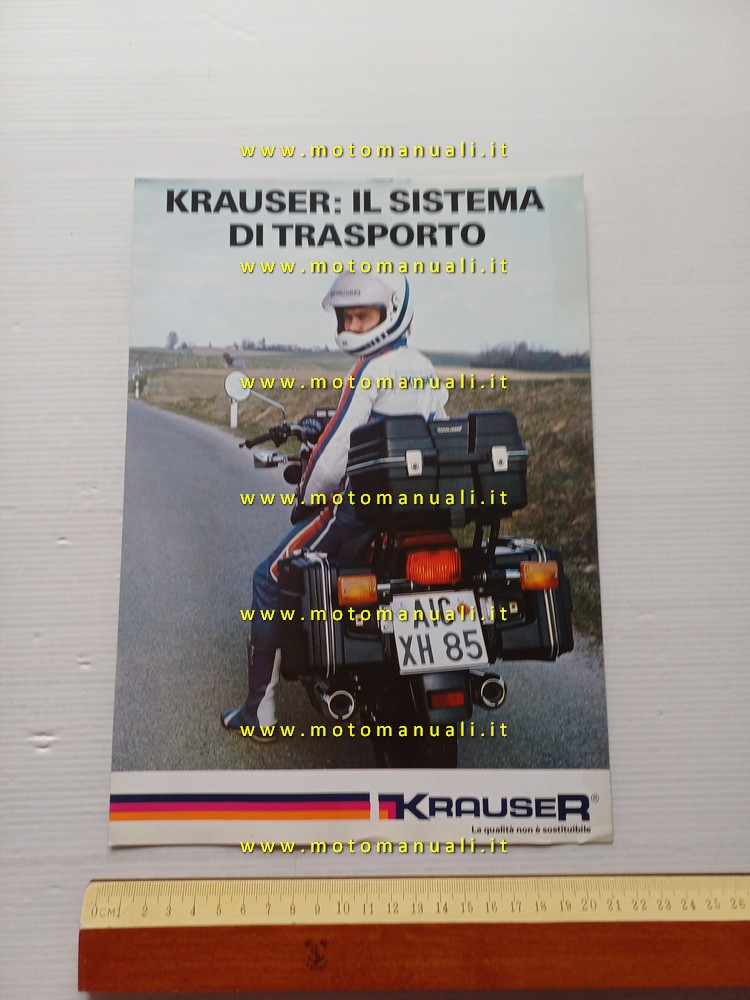 www.motomanuali.it
KRAUSER: IL SISTEMA
DI TRASPORTO
www.motomanuali.it
www.motomanuali.it
www.motomanuali.it
www.motomanuali.it
AIC
XH 85
www.motomanuali.it
KRAUSER®
La qualità non è sostituibile
www.motomanuali.it
0 CM 1 2 3 4 5 6 7 8 9 10 11 12 13 14 15 16 17 18 19 20 21 22 23 24 25 26